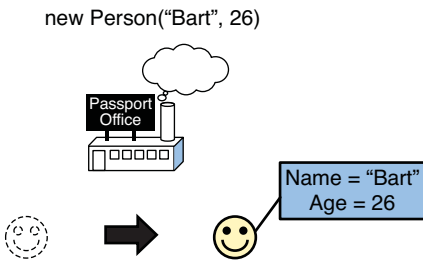 new Person(“Bart”, 26)
Passport
Office
Name = “Bart”
Age = 26